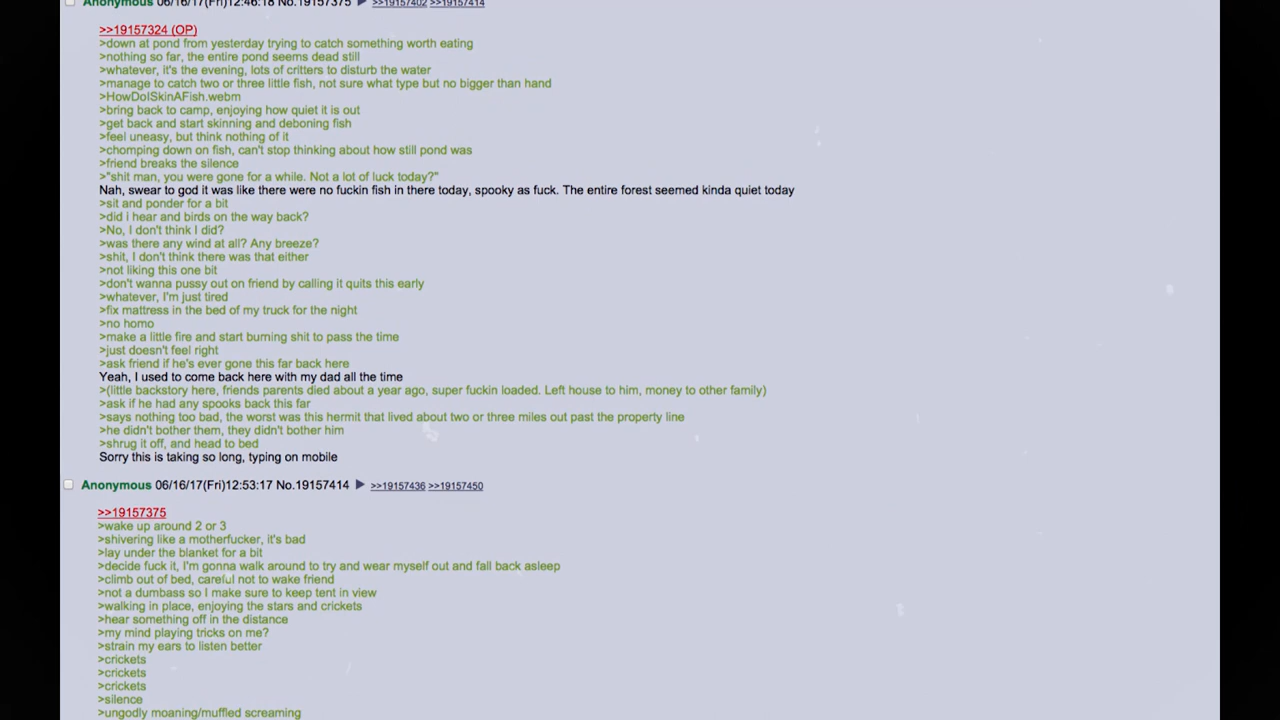 Anonymous 06/16/17(Fri)12:46:18 No.19157375 ▶ >>19157402 >>19157414
>>19157324 (OP)
>down at pond from yesterday trying to catch something worth eating
>nothing so far, the entire pond seems dead still
>whatever, it's the evening, lots of critters to disturb the water
>manage to catch two or three little fish, not sure what type but no bigger than hand
>HowDoISkinAFish.webm
>bring back to camp, enjoying how quiet it is out
>get back and start skinning and deboning fish
>feel uneasy, but think nothing of it
>chomping down on fish, can't stop thinking about how still pond was
>friend breaks the silence
>"shit man, you were gone for a while. Not a lot of luck today?"
Nah, swear to god it was like there were no fuckin fish in there today, spooky as fuck. The entire forest seemed kinda quiet today
>sit and ponder for a bit
>did i hear and birds on the way back?
>No, I don't think I did?
>was there any wind at all? Any breeze?
>shit, I don't think there was that either
>not liking this one bit
>don't wanna pussy out on friend by calling it quits this early
>whatever, I'm just tired
>fix mattress in the bed of my truck for the night
>no homo
>make a little fire and start burning shit to pass the time
>just doesn't feel right
>ask friend if he's ever gone this far back here
Yeah, I used to come back here with my dad all the time
>(little backstory here, friends parents died about a year ago, super fuckin loaded. Left house to him, money to other family)
>ask if he had any spooks back this far
>says nothing too bad, the worst was this hermit that lived about two or three miles out past the property line
>he didn't bother them, they didn't bother him
>shrug it off, and head to bed
Sorry this is taking so long, typing on mobile
Anonymous 06/16/17(Fri)12:53:17 No.19157414 ▶ >>19157436 >>19157450
>>19157375
>wake up around 2 or 3
>shivering like a motherfucker, it's bad
>lay under the blanket for a bit
>decide fuck it, I'm gonna walk around to try and wear myself out and fall back asleep
>climb out of bed, careful not to wake friend
>not a dumbass so I make sure to keep tent in view
>walking in place, enjoying the stars and crickets
>hear something off in the distance
>my mind playing tricks on me?
>strain my ears to listen better
>crickets
>crickets
>crickets
>silence
>ungodly moaning/muffled screaming